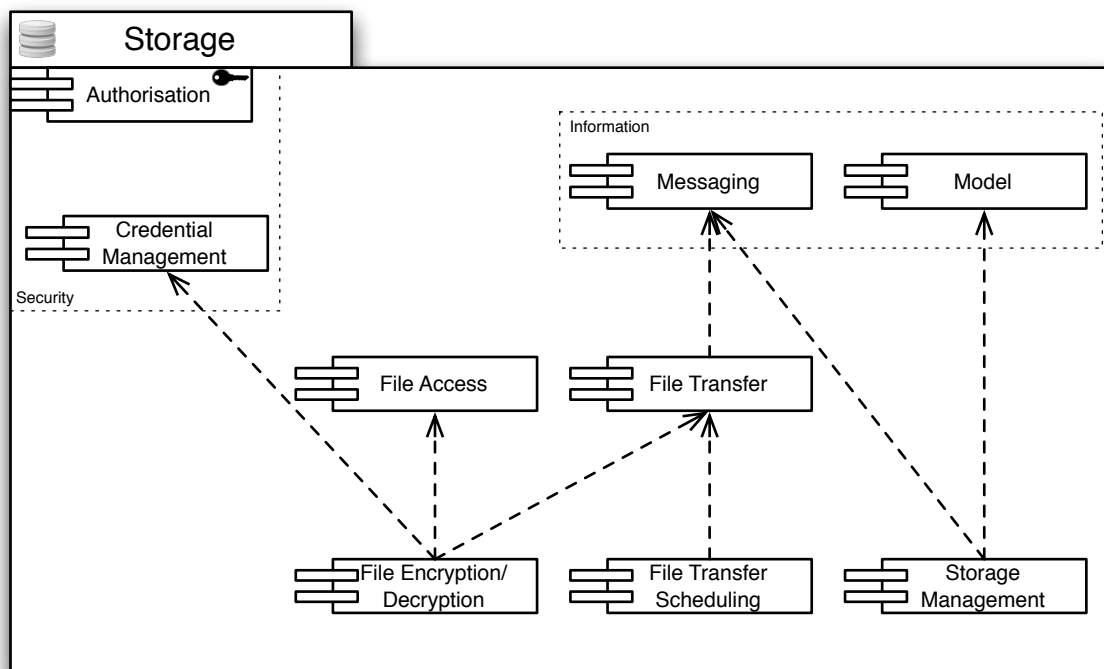 Storage
Authorisation
Information
Messaging
Model
Credential
Management
Security
File Access
File Transfer
File Encryption/
Decryption
File Transfer
Scheduling
Storage
Management